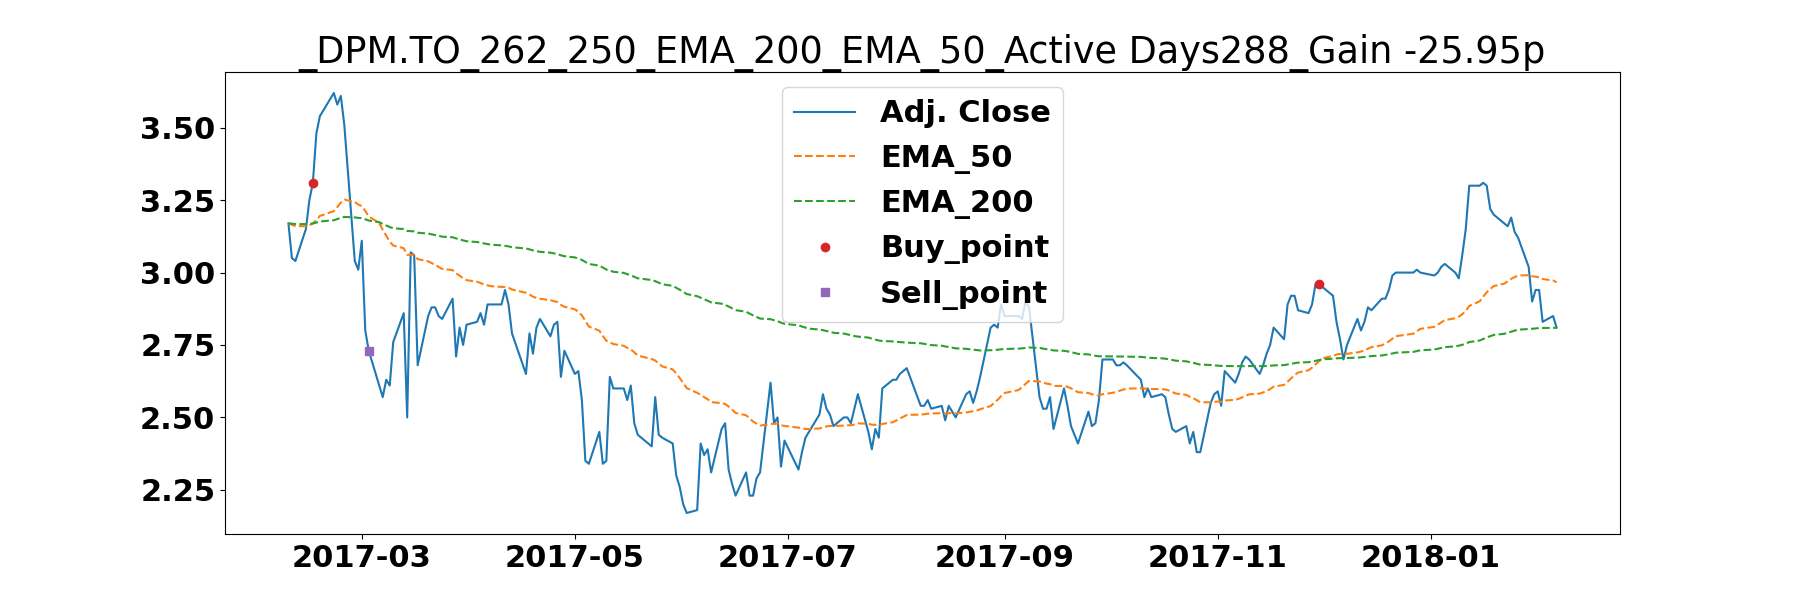 _DPM.TO_262_250_EMA_200_EMA_50_Active Days288_Gain -25.95p
Adj. Close
EMA_50
EMA_200
Buy_point
Sell_point
3.50
3.25
3.00
2.75
2.50
2.25
2017-03 2017-05 2017-07 2017-09 2017-11 2018-01